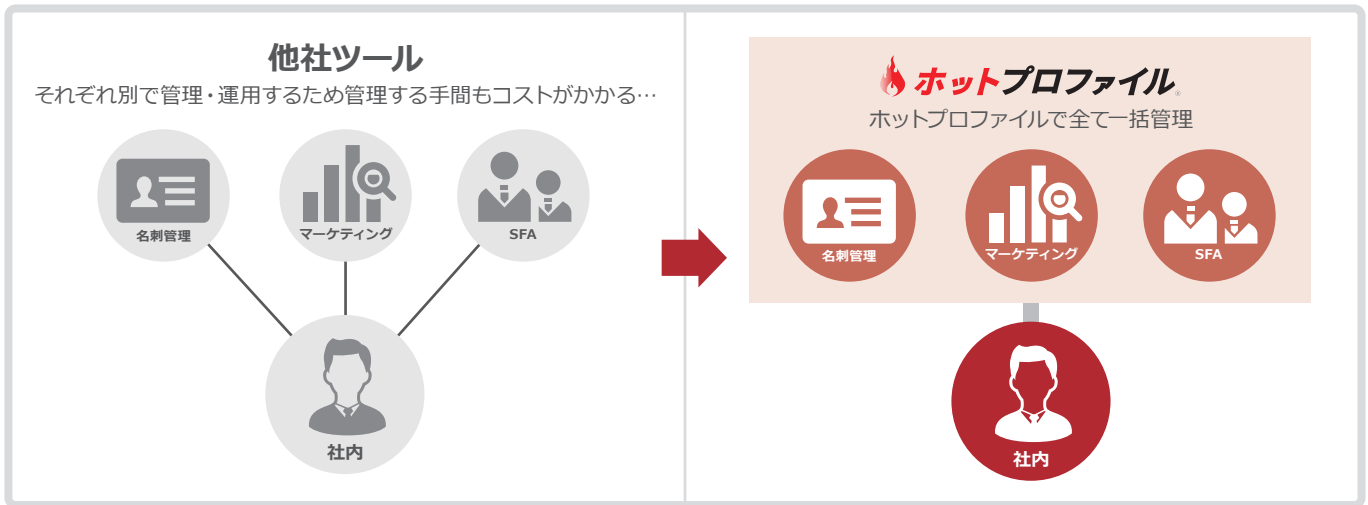 他社ツール
それぞれ別で管理・運用するため管理する手間もコストがかかる…
名刺管理
マーケティング
SFA
社内
ホットプロファイル®
ホットプロファイルで全て一括管理
名刺管理
マーケティング
SFA
社内